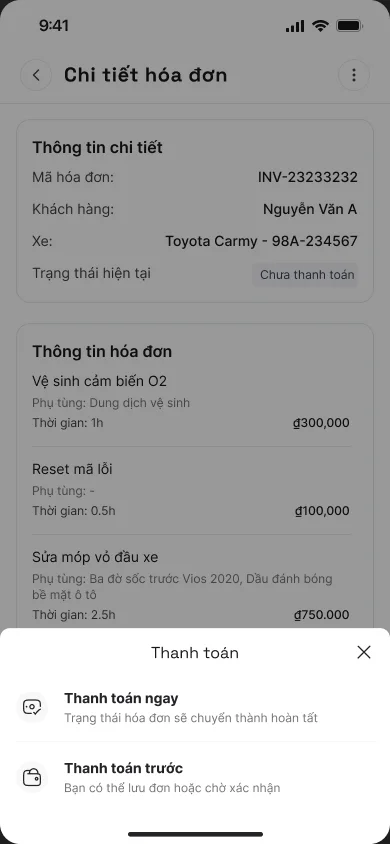 9:41
Chi tiết hóa đơn
Thông tin chi tiết
Mã hóa đơn: INV-23233232
Khách hàng: Nguyễn Văn A
Xe: Toyota Carmy - 98A-234567
Trạng thái hiện tại Chưa thanh toán
Thông tin hóa đơn
Vệ sinh cảm biến O2
Phụ tùng: Dung dịch vệ sinh
Thời gian: 1h ₫300,000
Reset mã lỗi
Phụ tùng: -
Thời gian: 0.5h ₫100,000
Sửa móp vỏ đầu xe
Phụ tùng: Ba đờ sốc trước Vios 2020, Dầu đánh bóng
bề mặt ô tô
Thời gian: 2.5h ₫750.000
Thanh toán
Thanh toán ngay
Trạng thái hóa đơn sẽ chuyển thành hoàn tất
Thanh toán trước
Bạn có thể lưu đơn hoặc chờ xác nhận